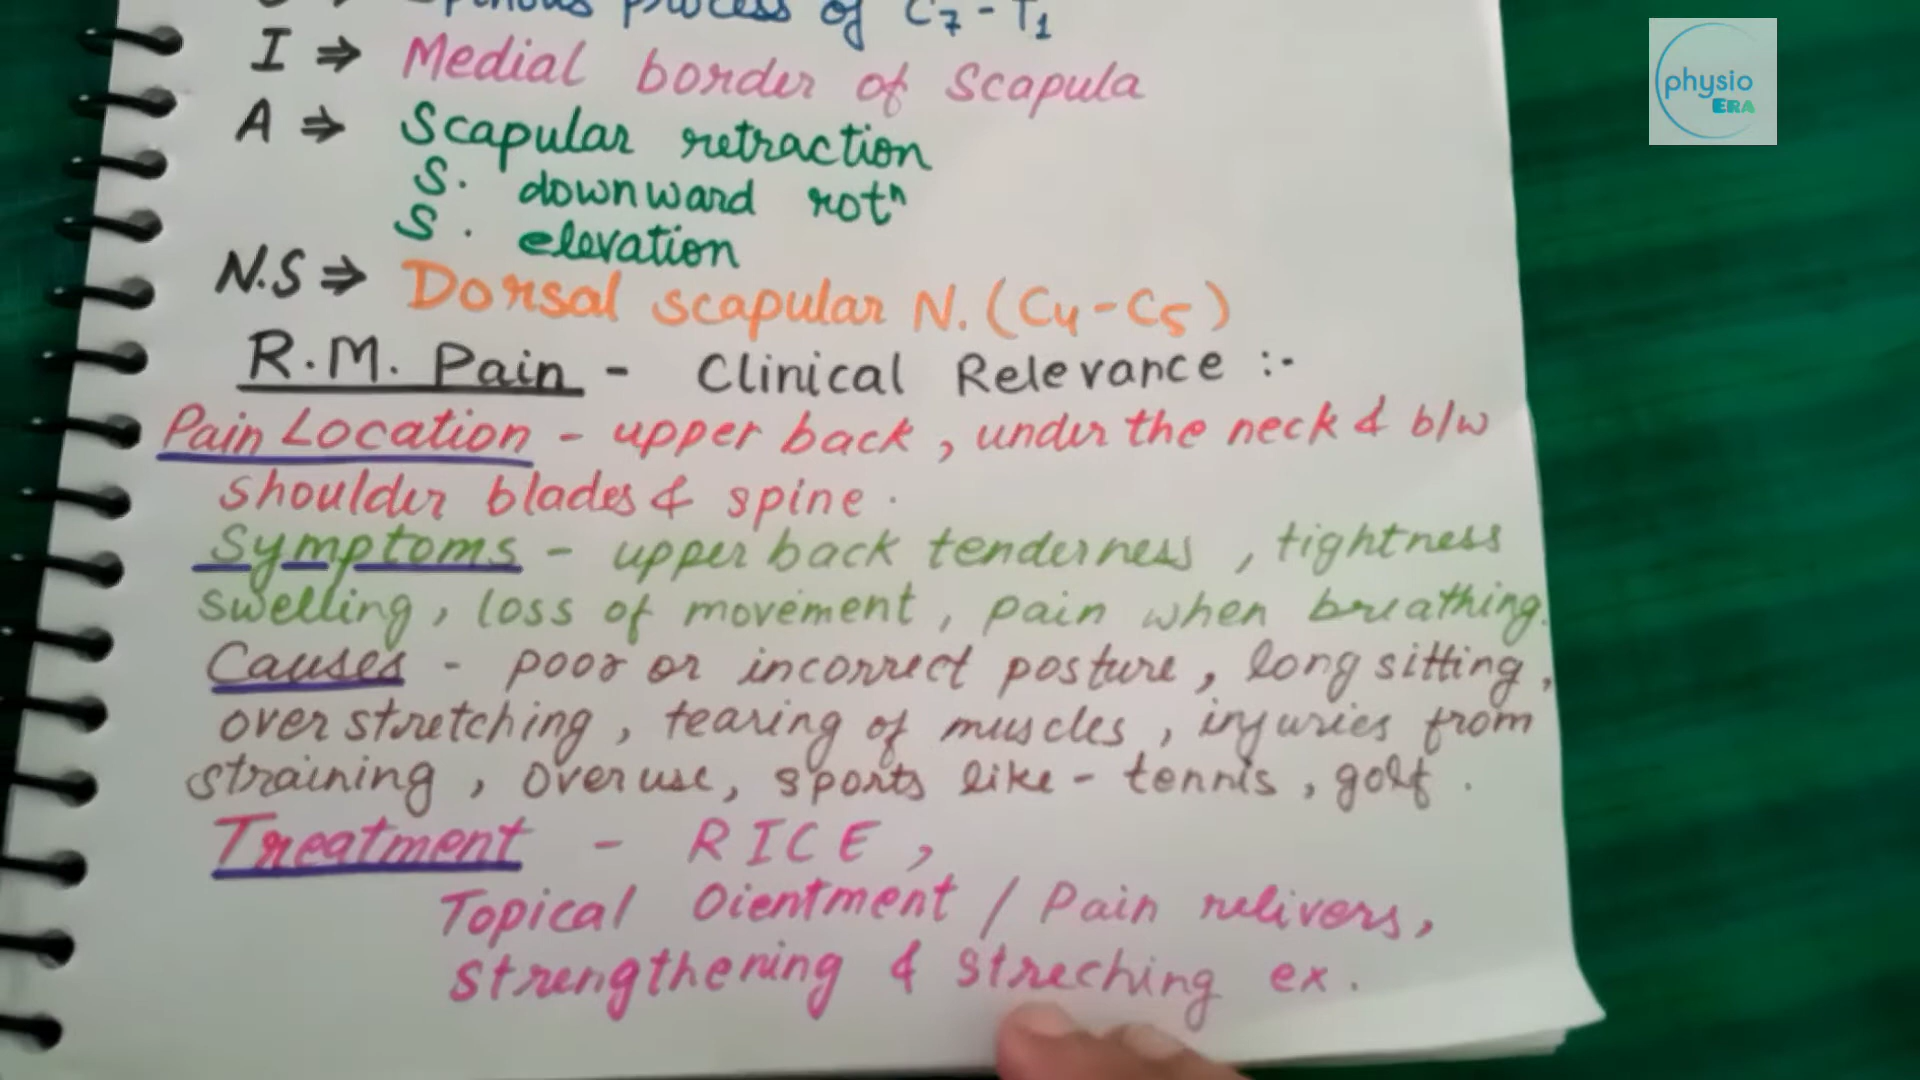 Spinous process of C7 - T1
I ⇒ Medial border of Scapula
A ⇒ Scapular retraction
S. downward rotⁿ
S. elevation
N.S ⇒ Dorsal scapular N. (C4 - C5)
R.M. Pain - Clinical Relevance :-
Pain Location - upper back, under the neck & b/w
shoulder blades & spine.
Symptoms - upper back tenderness, tightness
swelling, loss of movement, pain when breathing.
Causes - poor or incorrect posture, long sitting,
over stretching, tearing of muscles, injuries from
straining, overuse, sports like - tennis, golf.
Treatment - RICE,
Topical Oientment / Pain relivers,
strengthening & streching ex.
physio
ERA